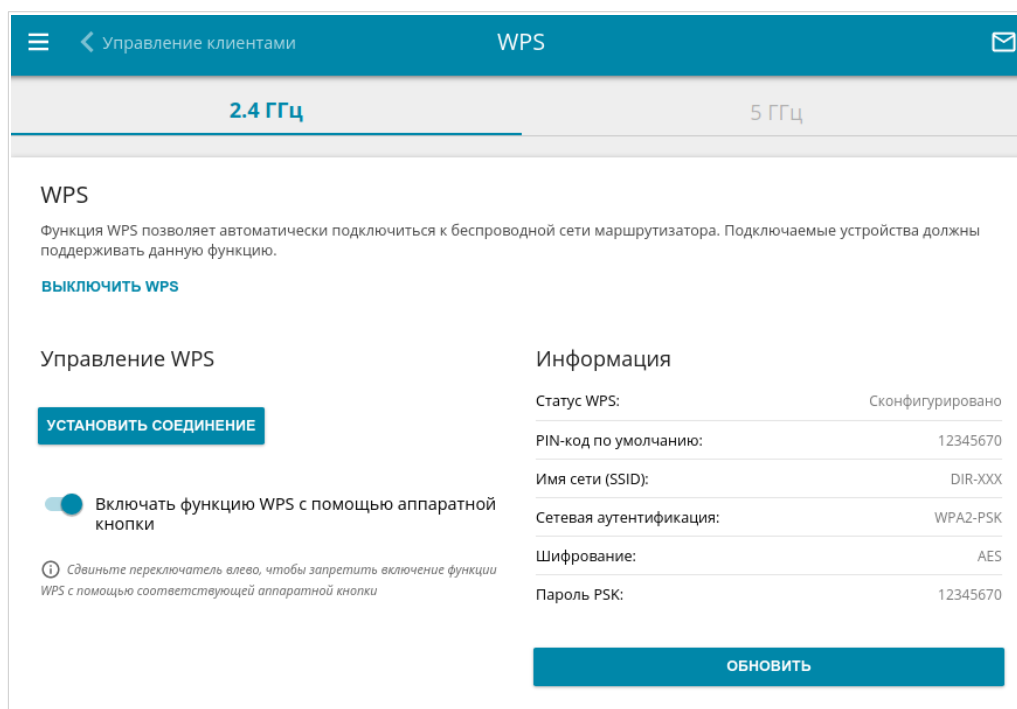 Управление клиентами
WPS
2.4 ГГц
5 ГГц
WPS
Функция WPS позволяет автоматически подключиться к беспроводной сети маршрутизатора. Подключаемые устройства должны
поддерживать данную функцию.
ВЫКЛЮЧИТЬ WPS
Управление WPS
УСТАНОВИТЬ СОЕДИНЕНИЕ
Включать функцию WPS с помощью аппаратной
кнопки
Сдвиньте переключатель влево, чтобы запретить включение функции
WPS с помощью соответствующей аппаратной кнопки
Информация
Статус WPS: Сконфигурировано
PIN-код по умолчанию: 12345670
Имя сети (SSID): DIR-XXX
Сетевая аутентификация: WPA2-PSK
Шифрование: AES
Пароль PSK: 12345670
ОБНОВИТЬ